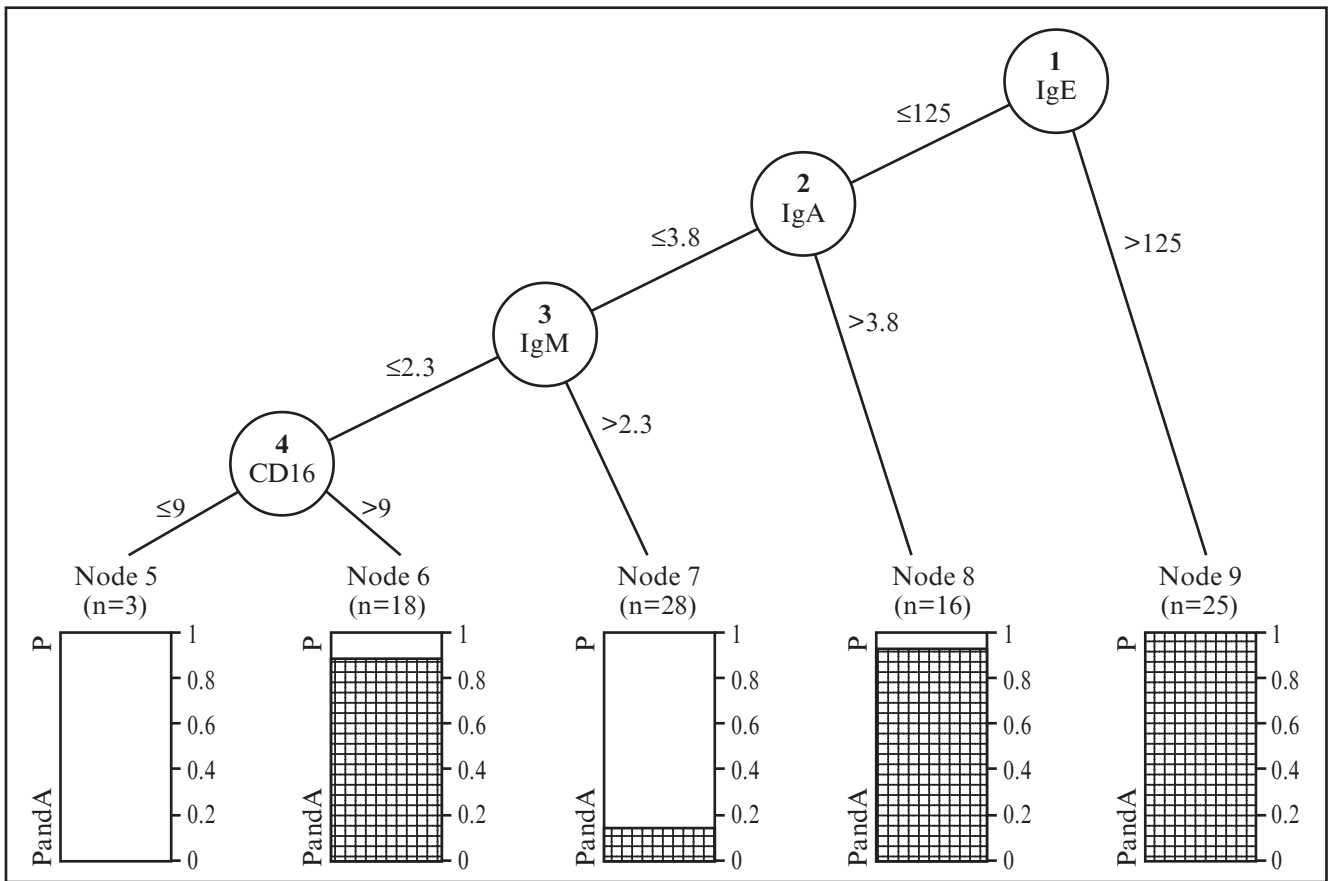 1
IgE
≤125
>125
2
IgA
≤3.8
>3.8
3
IgM
≤2.3
>2.3
4
CD16
≤9
>9
Node 5
(n=3)
Node 6
(n=18)
Node 7
(n=28)
Node 8
(n=16)
Node 9
(n=25)
P
PandA
1
0.8
0.6
0.4
0.2
0
P
PandA
1
0.8
0.6
0.4
0.2
0
P
PandA
1
0.8
0.6
0.4
0.2
0
P
PandA
1
0.8
0.6
0.4
0.2
0
P
PandA
1
0.8
0.6
0.4
0.2
0